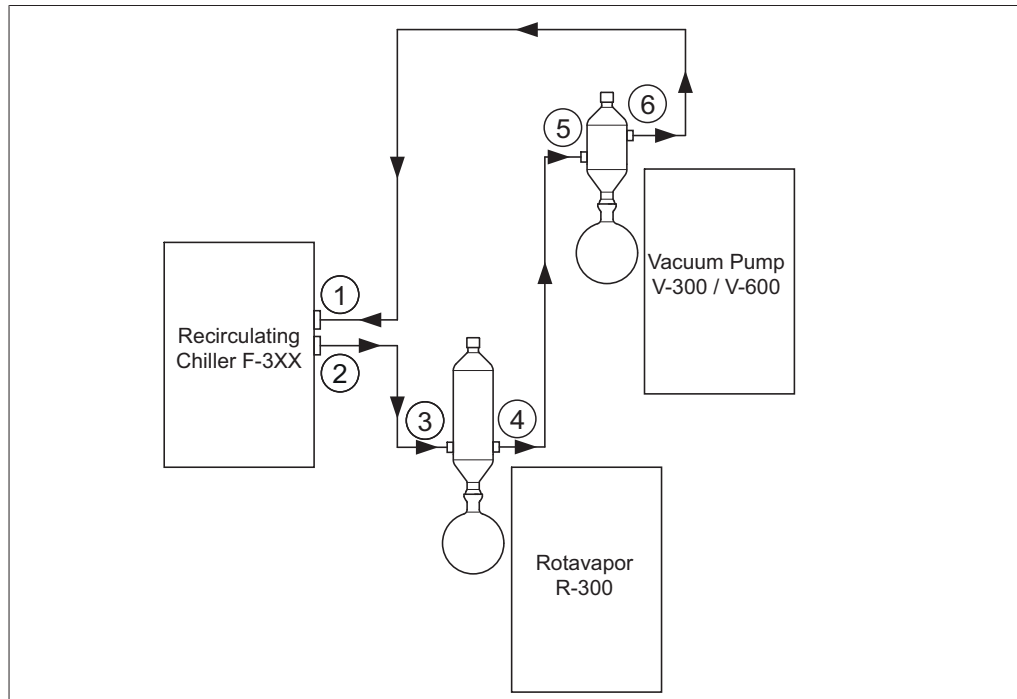 6
5
Vacuum Pump
V-300 / V-600
1
Recirculating
Chiller F-3XX
2
3
4
Rotavapor
R-300